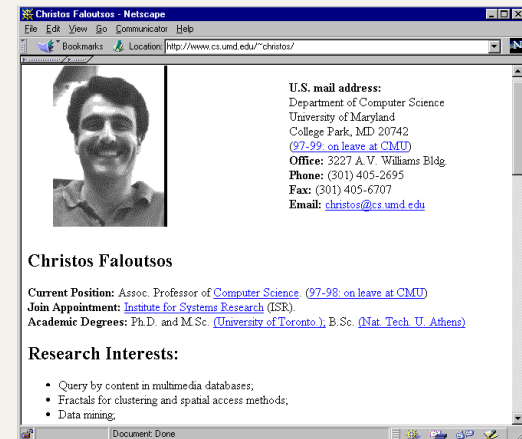 Christos Faloutsos - Netscape
File Edit View Go Communicator Help
Bookmarks Location: http://www.cs.umd.edu/~christos/
N
U.S. mail address:
Department of Computer Science
University of Maryland
College Park, MD 20742
(97-99: on leave at CMU)
Office: 3227 A.V. Williams Bldg.
Phone: (301) 405-2695
Fax: (301) 405-6707
Email: christos@cs.umd.edu
Christos Faloutsos
Current Position: Assoc. Professor of Computer Science. (97-98: on leave at CMU)
Join Appointment: Institute for Systems Research (ISR).
Academic Degrees: Ph.D. and M.Sc. (University of Toronto.); B.Sc. (Nat. Tech. U. Athens)
Research Interests:
• Query by content in multimedia databases;
• Fractals for clustering and spatial access methods;
• Data mining;
Document: Done